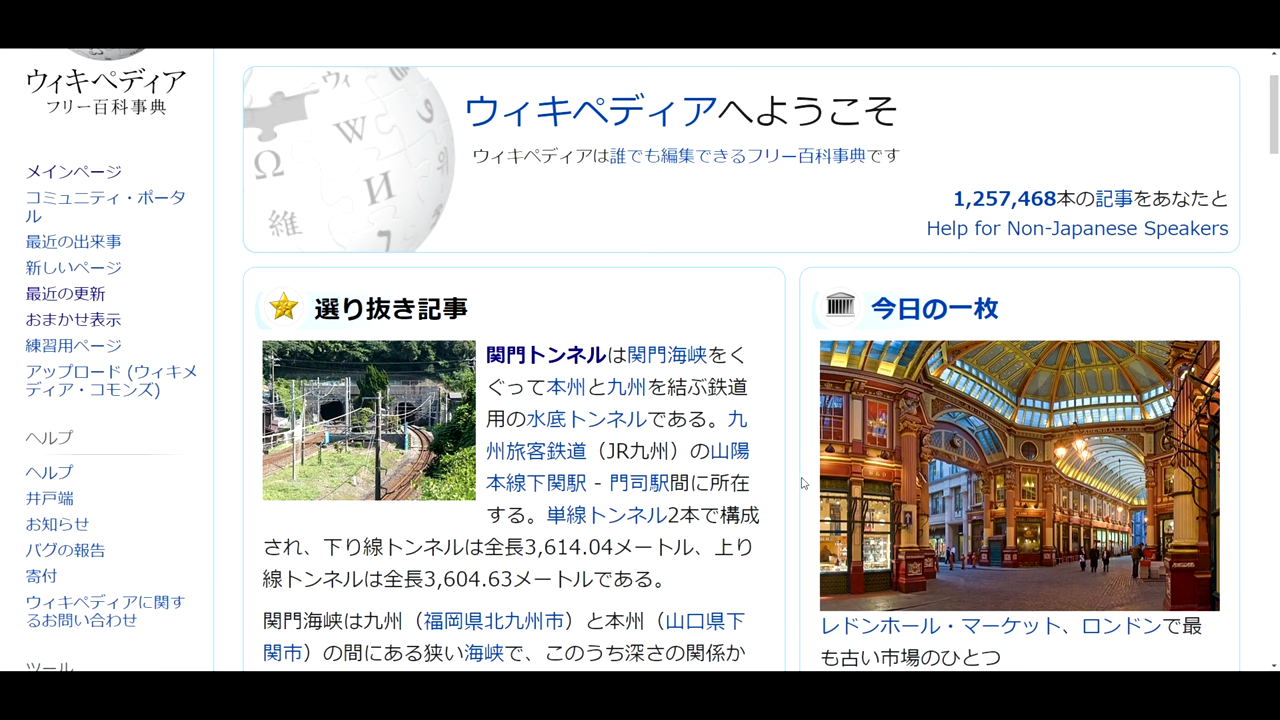 ウィキペディア
フリー百科事典
メインページ
コミュニティ・ポータ
ル
最近の出来事
新しいページ
最近の更新
おまかせ表示
練習用ページ
アップロード (ウィキメ
ディア・コモンズ)
ヘルプ
ヘルプ
井戸端
お知らせ
バグの報告
寄付
ウィキペディアに関す
るお問い合わせ
ツール
ウィキペディアへようこそ
ウィキペディアは誰でも編集できるフリー百科事典です
1,257,468本の記事をあなたと
Help for Non-Japanese Speakers
選り抜き記事
関門トンネルは関門海峡をく
ぐって本州と九州を結ぶ鉄道
用の水底トンネルである。九
州旅客鉄道（JR九州）の山陽
本線下関駅 - 門司駅間に所在
する。単線トンネル2本で構成
され、下り線トンネルは全長3,614.04メートル、上り
線トンネルは全長3,604.63メートルである。
関門海峡は九州（福岡県北九州市）と本州（山口県下
関市）の間にある狭い海峡で、このうち深さの関係か
今日の一枚
レドンホール・マーケット、ロンドンで最
も古い市場のひとつ
ウィ
W
Ω
И
維
7